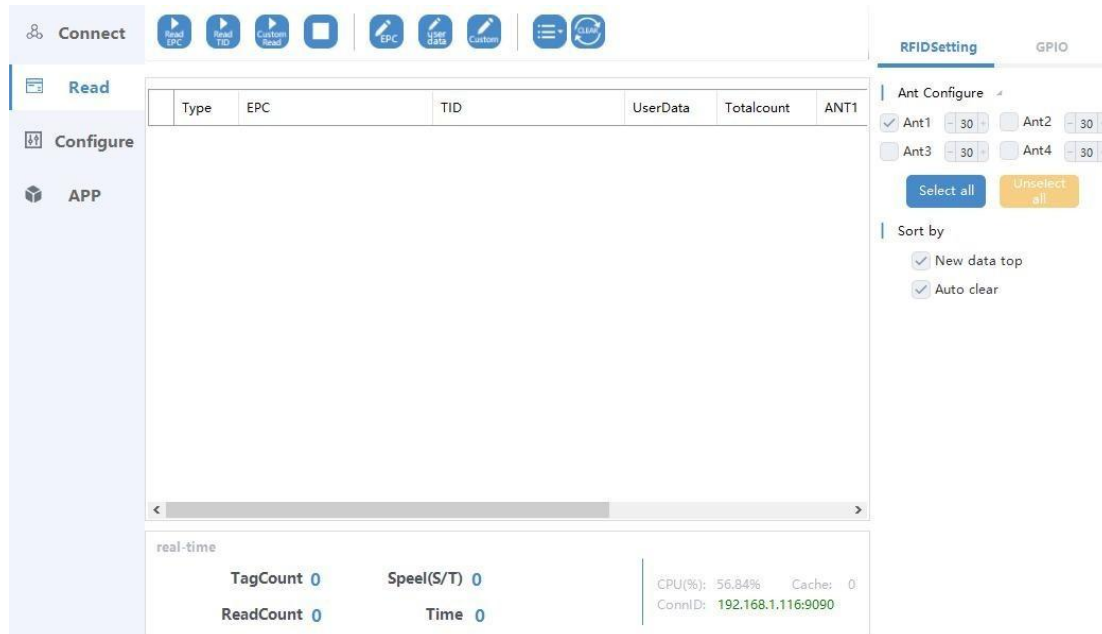 Connect
Read
Configure
APP
Read EPC
Read TID
Custom Read
EPC
user data
Custom
CLEAR
Type EPC TID UserData Totalcount ANT1
real-time
TagCount 0 Speel(S/T) 0
ReadCount 0 Time 0
CPU(%): 56.84% Cache: 0
ConnID: 192.168.1.116:9090
RFIDSetting GPIO
Ant Configure
Ant1 - 30 + Ant2 - 30
Ant3 - 30 + Ant4 - 30
Select all Unselect all
Sort by
New data top
Auto clear